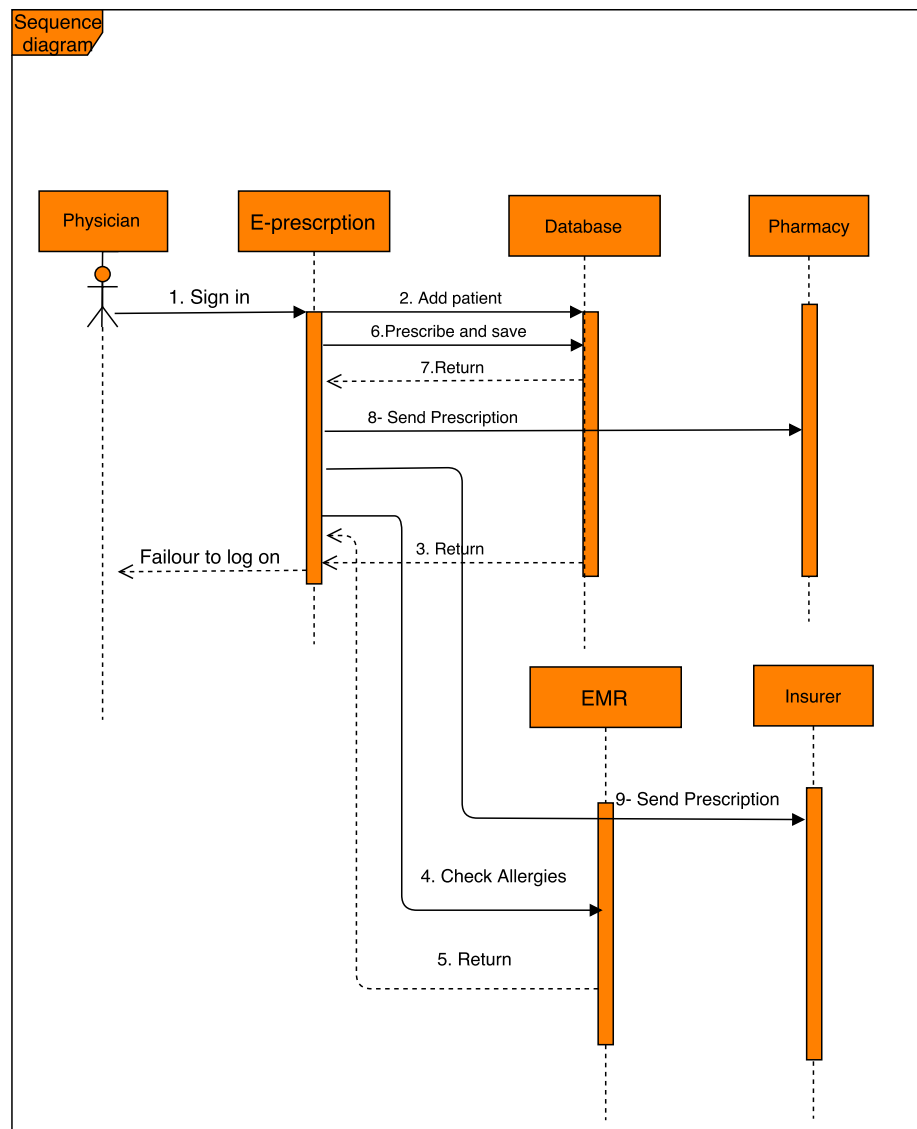 Sequence
diagram
Physician
E-prescrption
Database
Pharmacy
1. Sign in
2. Add patient
6.Prescribe and save
7.Return
8- Send Prescription
3. Return
Failour to log on
EMR
Insurer
9- Send Prescription
4. Check Allergies
5. Return